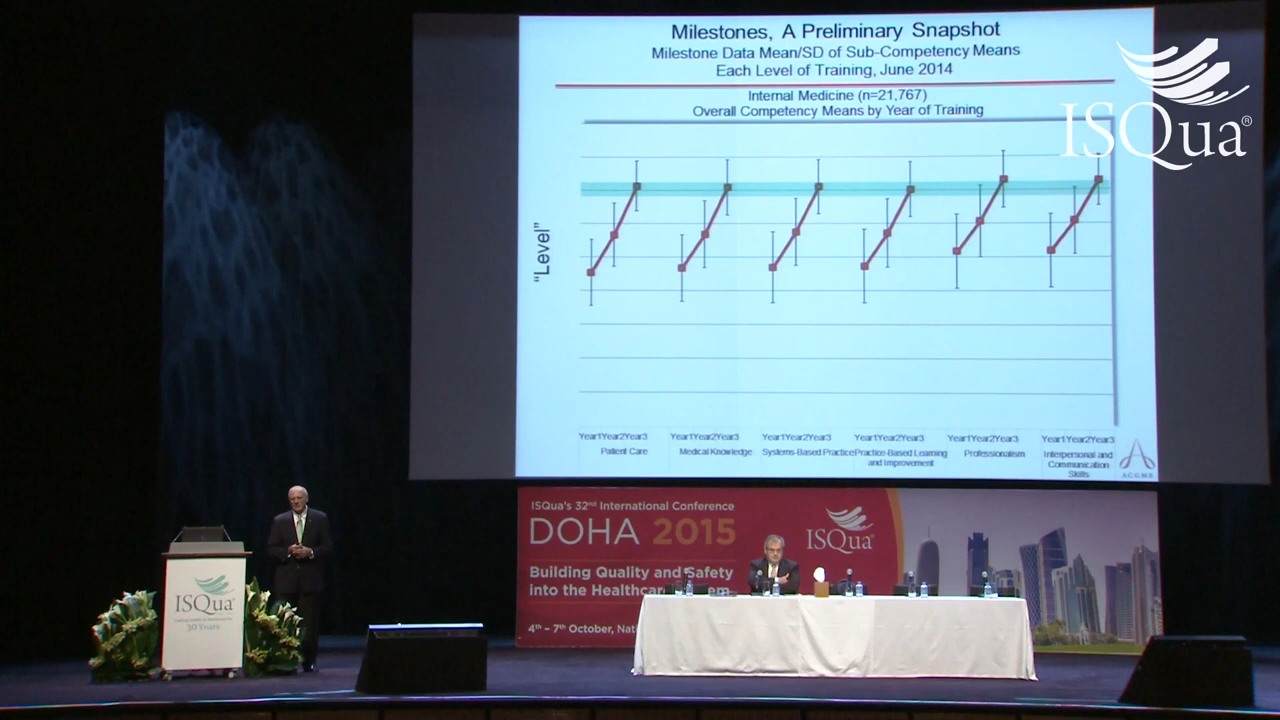 Milestones, A Preliminary Snapshot
Milestone Data Mean/SD of Sub-Competency Means
Each Level of Training, June 2014
Internal Medicine (n=21,767)
Overall Competency Means by Year of Training
ISQua®
"Level"
Year1Year2Year3 Year1Year2Year3 Year1Year2Year3 Year1Year2Year3 Year1Year2Year3 Year1Year2Year3
Patient Care
Medical Knowledge
Systems-Based Practice
Practice-Based Learning
and Improvement
Professionalism
Interpersonal and
Communication
Skills
ACGME
ISQua's 32nd International Conference
DOHA 2015
Building Quality and Safety
into the Healthcare
4th – 7th October,
ISQua
ISQua
30 Years